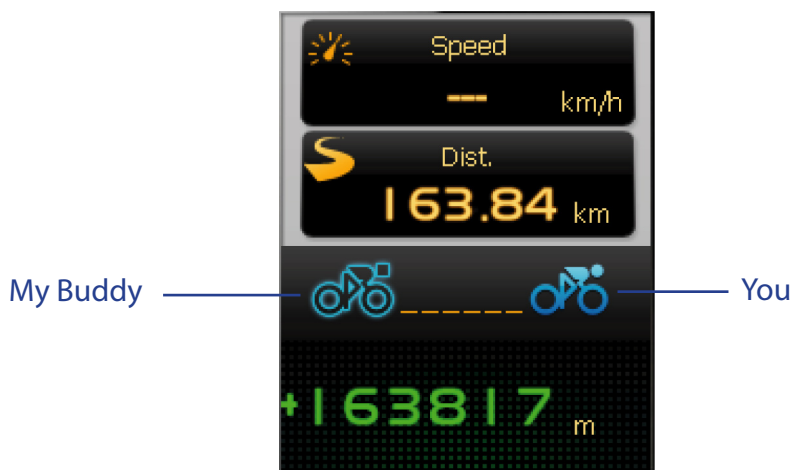 Speed
--- km/h
Dist.
163.84 km
My Buddy
You
+163817 m